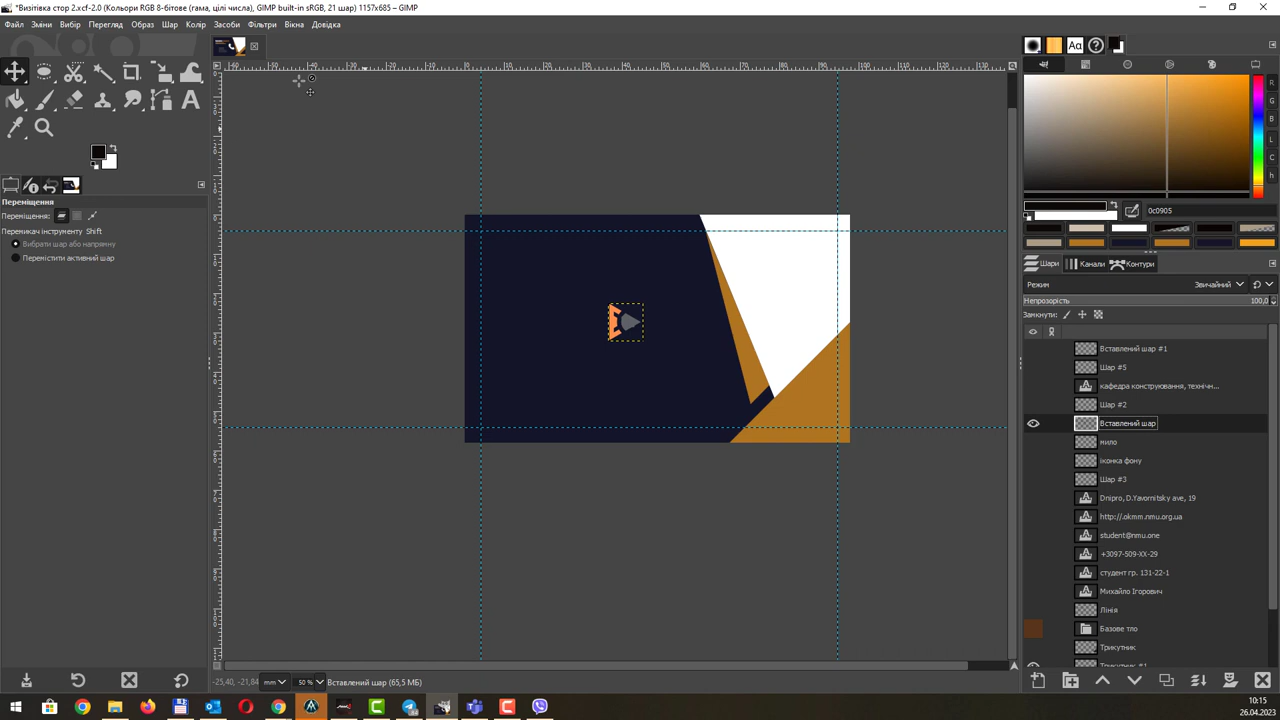 *Візитівка стор 2.xcf-2.0 (Кольори RGB 8-бітове (гама, цілі числа), GIMP built-in sRGB, 21 шар) 1157x685 – GIMP
Файл Зміни Вибір Перегляд Образ Шар Колір Засоби Фільтри Вікна Довідка
Переміщення
Переміщення:
Перемикач інструменту Shift
Вибрати шар або напрямну
Перемістити активний шар
-25,40, -21,84 mm 50 % Вставлений шар (65,5 МБ)
R
G
B
L
C
h
0c0905
Шари Канали Контури
Режим Звичайний
Непрозорість 100,0
Замкнути:
Вставлений шар #1
Шар #5
кафедра конструювання, технічн...
Шар #2
Вставлений шар
мило
іконка фону
Шар #3
Dnipro, D.Yavornitsky ave, 19
http://.okmm.nmu.org.ua
student@nmu.one
+3097-509-XX-29
студент гр. 131-22-1
Михайло Ігорович
Лінія
Базове тло
Трикутник
Трикутник #1
10:15
26.04.2023